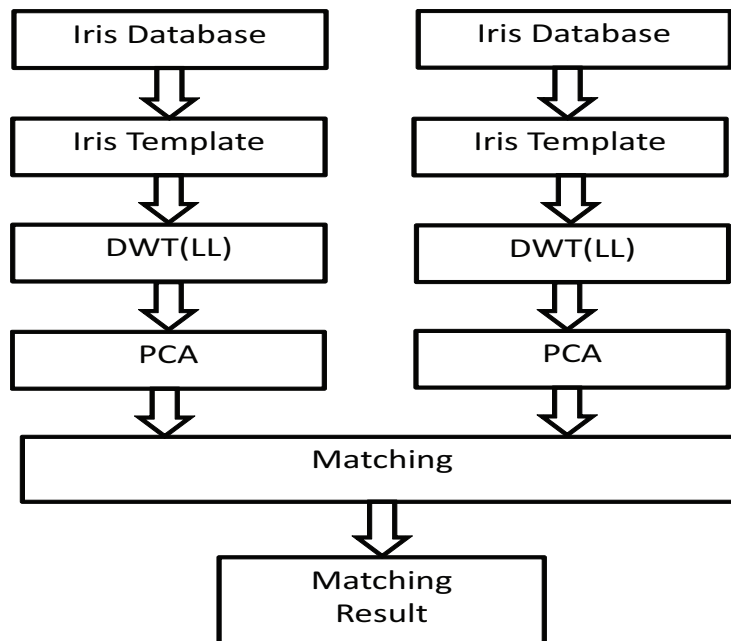 Iris Database
Iris Database
Iris Template
Iris Template
DWT(LL)
DWT(LL)
PCA
PCA
Matching
Matching
Result